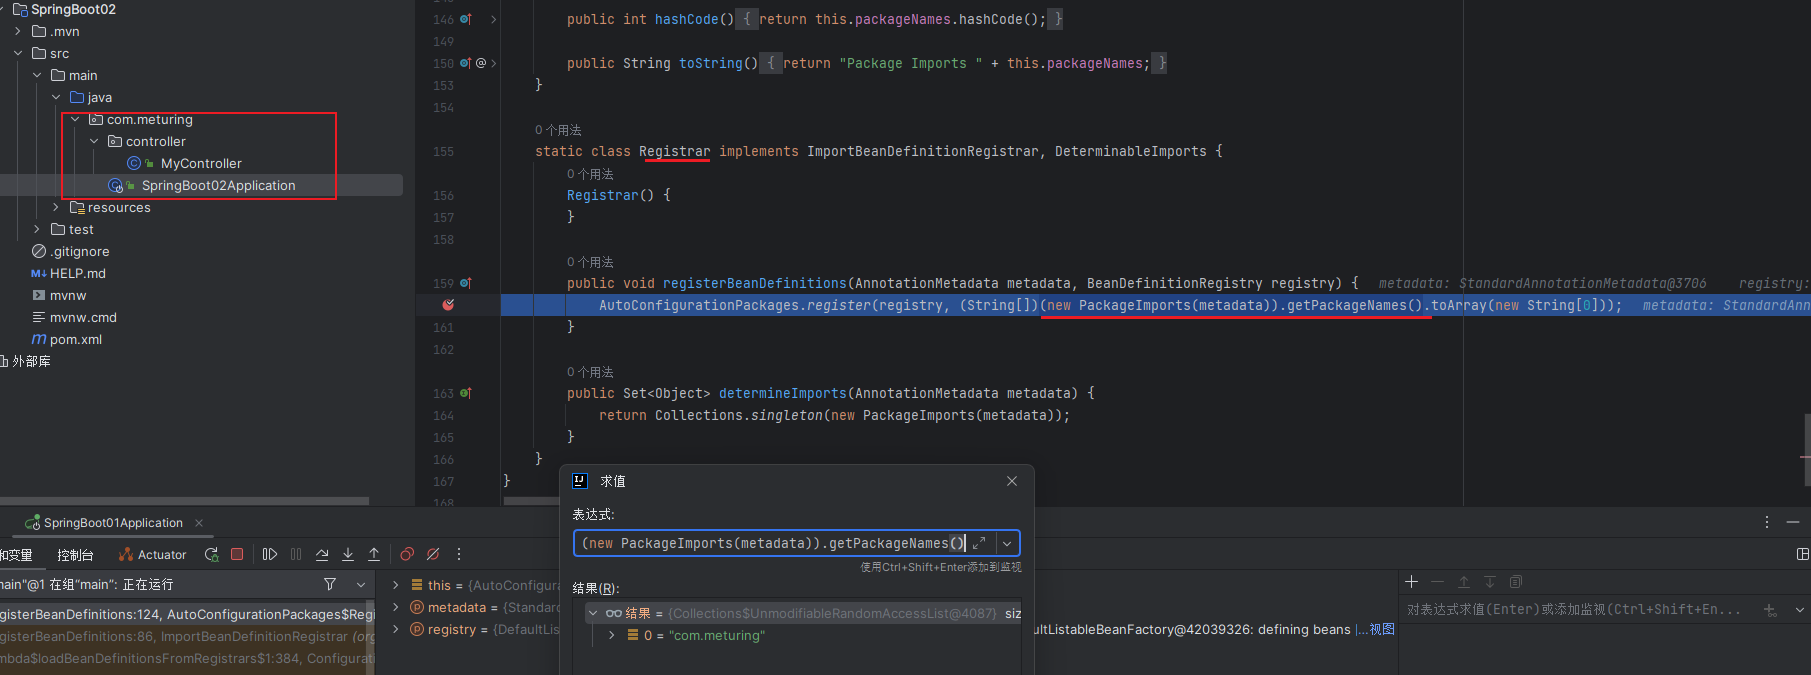 SpringBoot02
.mvn
src
main
java
com.meturing
controller
MyController
SpringBoot02Application
resources
test
.gitignore
HELP.md
mvnw
mvnw.cmd
pom.xml
外部库
146 public int hashCode() { return this.packageNames.hashCode(); }
149
150 @ public String toString() { return "Package Imports " + this.packageNames; }
153 }
154
0 个用法
155 static class Registrar implements ImportBeanDefinitionRegistrar, DeterminableImports {
0 个用法
156 Registrar() {
157 }
158
0 个用法
159 public void registerBeanDefinitions(AnnotationMetadata metadata, BeanDefinitionRegistry registry) { metadata: StandardAnnotationMetadata@3706 registry:
AutoConfigurationPackages.register(registry, (String[])(new PackageImports(metadata)).getPackageNames().toArray(new String[0])); metadata: StandardAnn
161 }
162
0 个用法
163 public Set<Object> determineImports(AnnotationMetadata metadata) {
164 return Collections.singleton(new PackageImports(metadata));
165 }
166 }
167 }
168
SpringBoot01Application
和变量 控制台 Actuator
main"@1 在组"main": 正在运行
gisterBeanDefinitions:124, AutoConfigurationPackages$Regi
gisterBeanDefinitions:86, ImportBeanDefinitionRegistrar (org
mbda$loadBeanDefinitionsFromRegistrars$1:384, Configurati
this = {AutoConfigura
metadata = {Standard
registry = {DefaultLis
求值
表达式:
(new PackageImports(metadata)).getPackageNames()
使用Ctrl+Shift+Enter添加到监视
结果(R):
结果 = {Collections$UnmodifiableRandomAccessList@4087} siz
0 = "com.meturing"
ultListableBeanFactory@42039326: defining beans |...视图
对表达式求值(Enter)或添加监视(Ctrl+Shift+En...